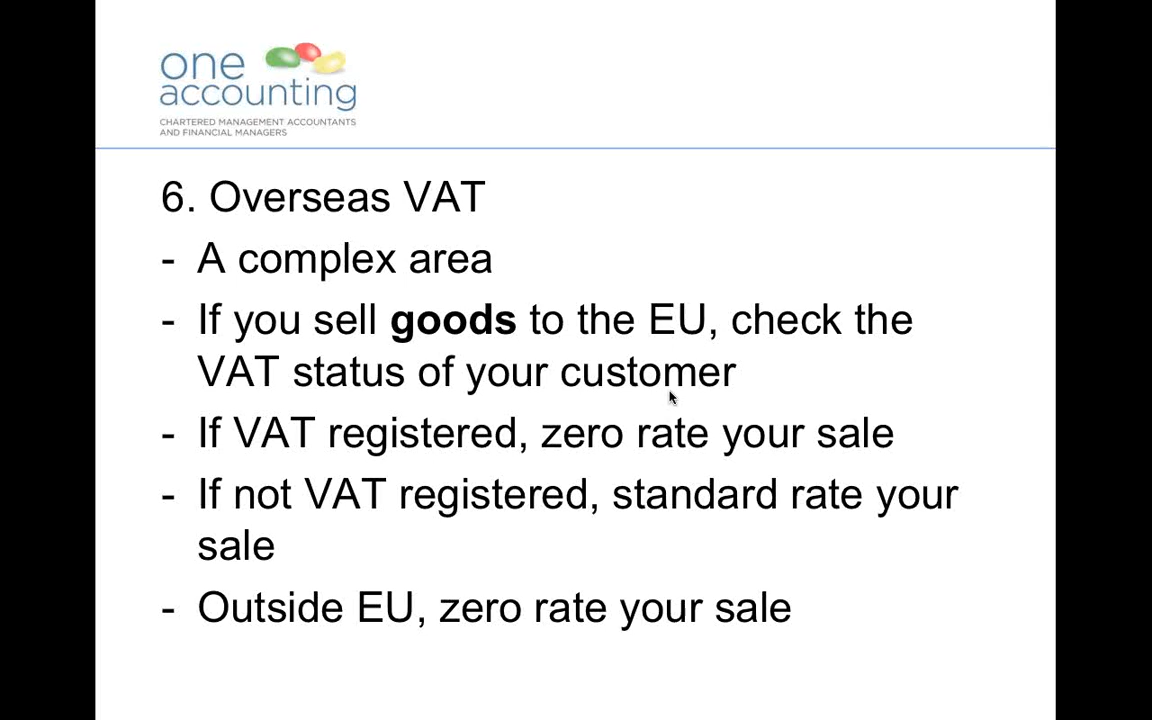 one
accounting
CHARTERED MANAGEMENT ACCOUNTANTS
AND FINANCIAL MANAGERS
6. Overseas VAT
- A complex area
- If you sell goods to the EU, check the
VAT status of your customer
- If VAT registered, zero rate your sale
- If not VAT registered, standard rate your
sale
- Outside EU, zero rate your sale